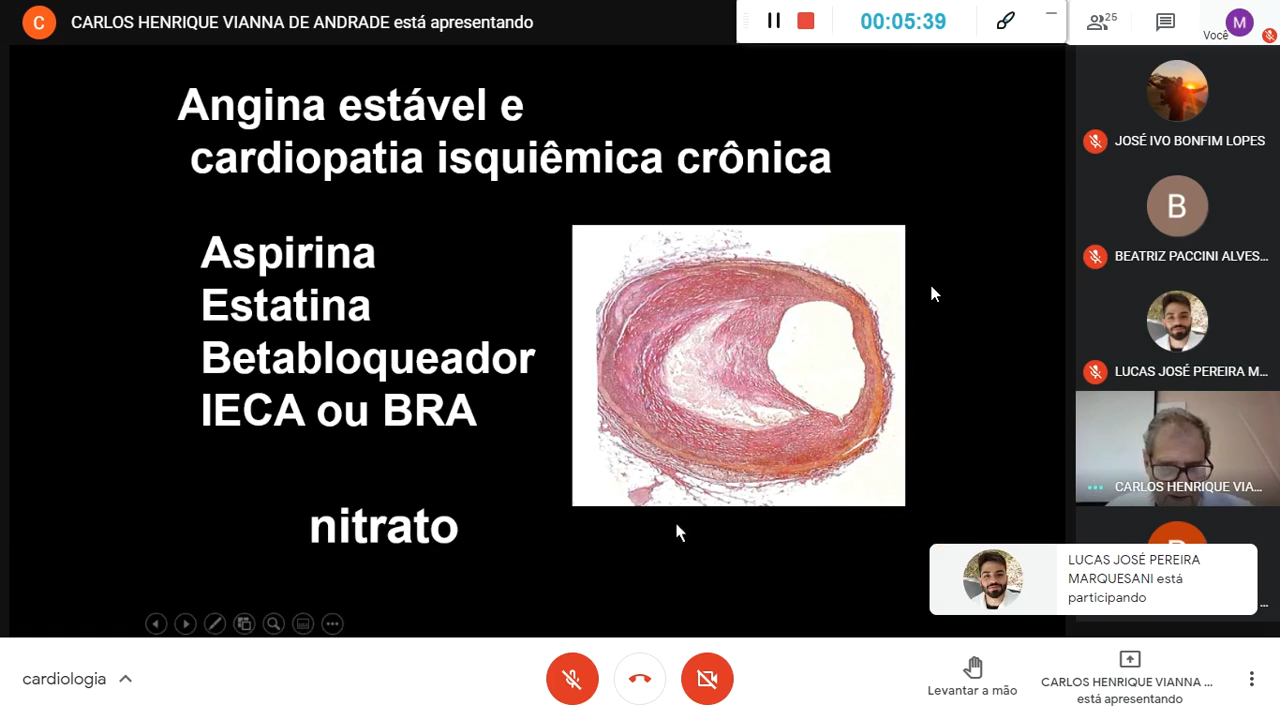 C
CARLOS HENRIQUE VIANNA DE ANDRADE está apresentando
00:05:39
25
M
Você
Angina estável e
cardiopatia isquiêmica crônica
Aspirina
Estatina
Betabloqueador
IECA ou BRA
nitrato
JOSÉ IVO BONFIM LOPES
B
BEATRIZ PACCINI ALVES...
LUCAS JOSÉ PEREIRA M...
CARLOS HENRIQUE VIA...
LUCAS JOSÉ PEREIRA
MARQUESANI está
participando
...
cardiologia
Levantar a mão
CARLOS HENRIQUE VIANNA ...
está apresentando